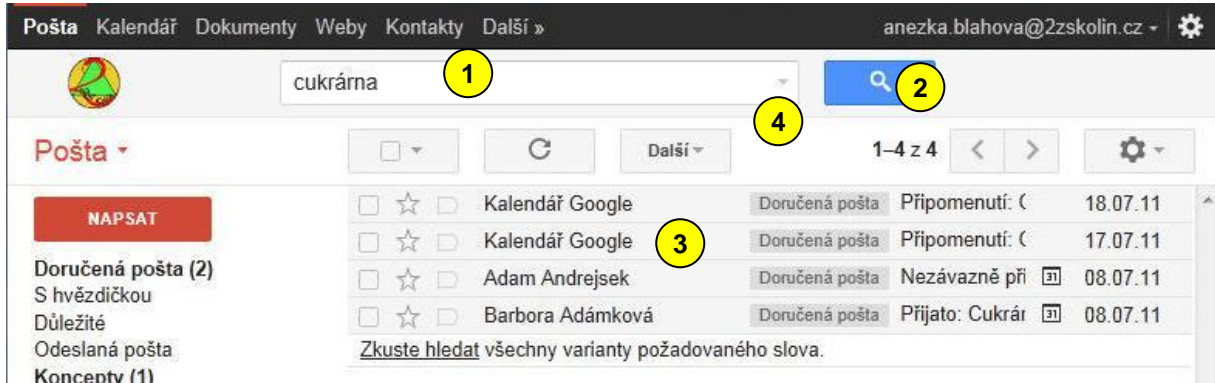 Pošta Kalendář Dokumenty Weby Kontakty Další » anezka.blahova@2zskolin.cz
cukrárna 1 2
4
Pošta Další 1–4 z 4
NAPSAT
Kalendář Google Doručená pošta Připomenutí: 18.07.11
Kalendář Google 3 Doručená pošta Připomenutí: 17.07.11
Adam Andrejsek Doručená pošta Nezávazně při 31 08.07.11
Barbora Adámková Doručená pošta Přijato: Cukrár 31 08.07.11
Zkuste hledat všechny varianty požadovaného slova.
Doručená pošta (2)
S hvězdičkou
Důležité
Odeslaná pošta
Koncepty (1)